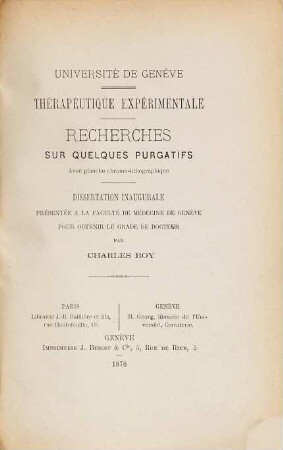 UNIVERSITÉ DE GENÈVE
THÉRAPEUTIQUE EXPÉRIMENTALE
RECHERCHES
SUR QUELQUES PURGATIFS
Avec planche chromo-lithographique
DISSERTATION INAUGURALE
PRÉSENTÉE A LA FACULTÉ DE MÉDECINE DE GENÈVE
POUR OBTENIR LE GRADE DE DOCTEUR
PAR
CHARLES ROY
PARIS
Librairie J.-B. Baillière et fils,
rue Hautefeuille, 19.
GENÈVE
H. Georg, libraire de l'Uni-
versité, Corraterie.
GENÈVE
IMPRIMERIE J. BENOIT & Cie, 5, RUE DE RIVE, 5
1878